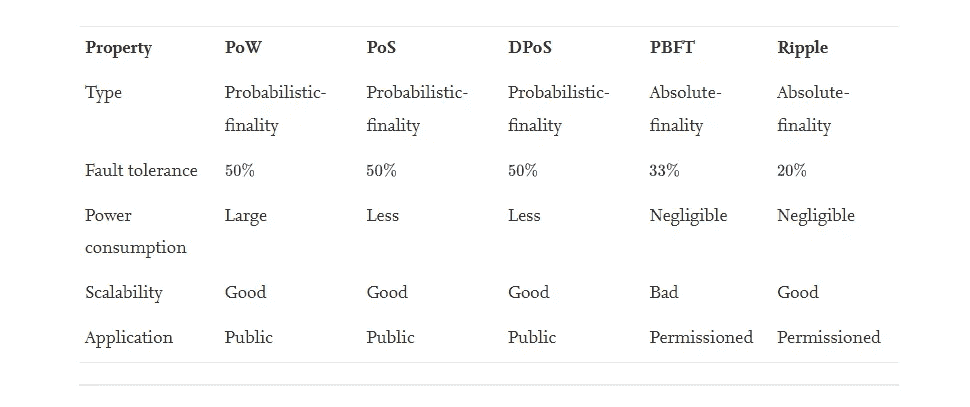 Property PoW PoS DPoS PBFT Ripple
Type Probabilistic- Probabilistic- Probabilistic- Absolute- Absolute-
finality finality finality finality finality
Fault tolerance 50% 50% 50% 33% 20%
Power Large Less Less Negligible Negligible
consumption
Scalability Good Good Good Bad Good
Application Public Public Public Permissioned Permissioned